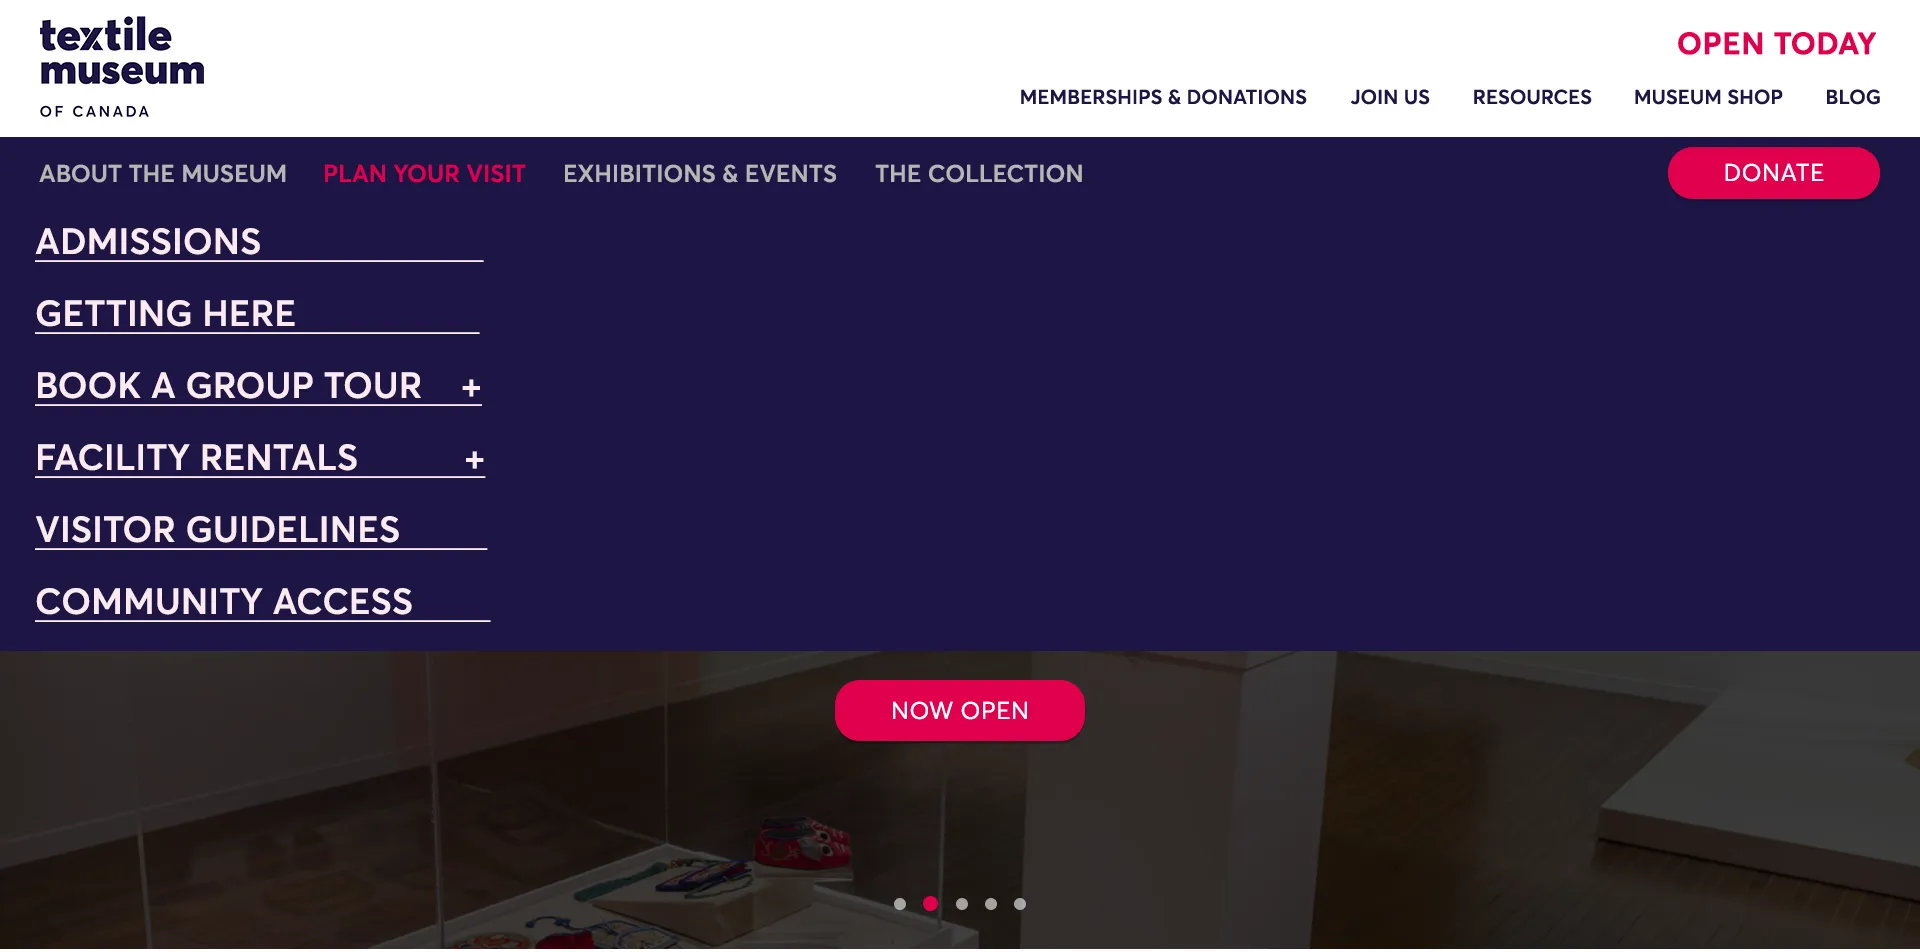 textile
museum
OF CANADA
OPEN TODAY
MEMBERSHIPS & DONATIONS JOIN US RESOURCES MUSEUM SHOP BLOG
ABOUT THE MUSEUM PLAN YOUR VISIT EXHIBITIONS & EVENTS THE COLLECTION DONATE
ADMISSIONS
GETTING HERE
BOOK A GROUP TOUR +
FACILITY RENTALS +
VISITOR GUIDELINES
COMMUNITY ACCESS
NOW OPEN